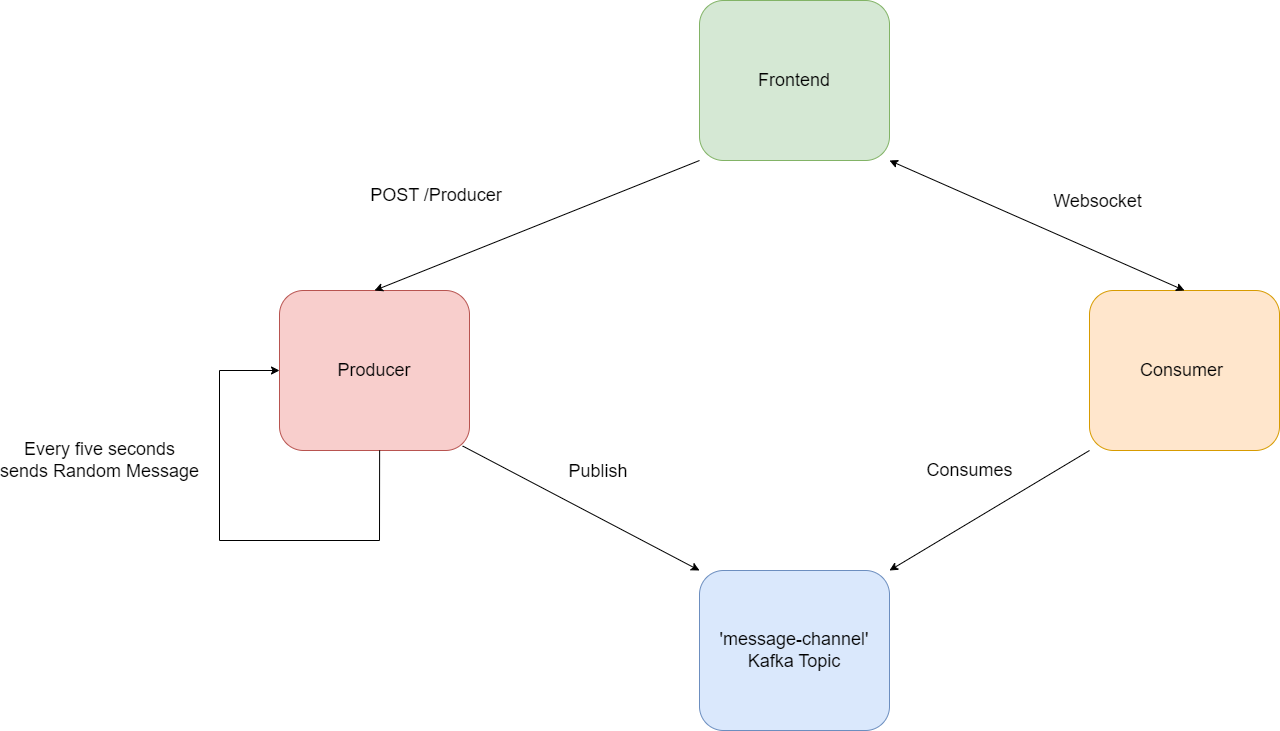 Frontend
POST /Producer
Websocket
Producer
Consumer
Every five seconds
sends Random Message
Publish
Consumes
'message-channel'
Kafka Topic